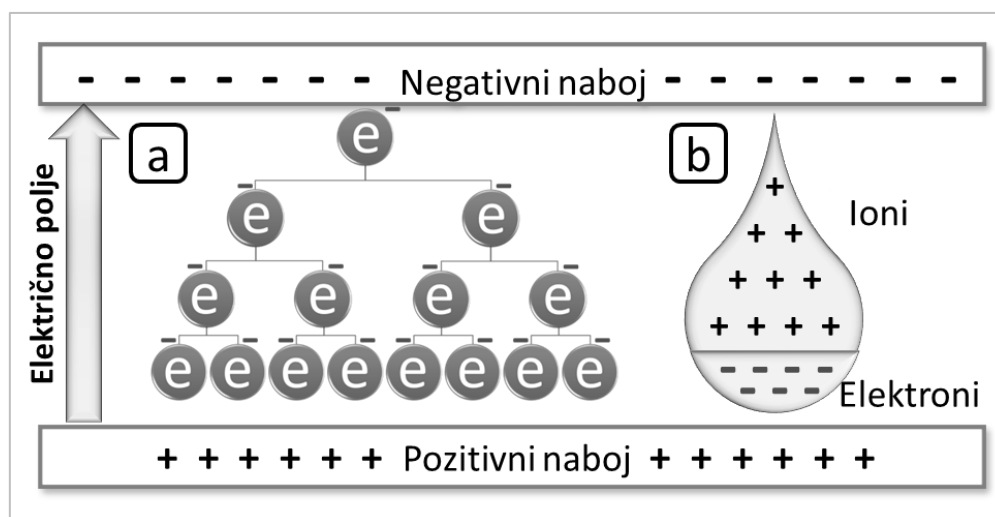 - - - - - - - Negativni naboj - - - - - - -
a
b
Električno polje
e-
e- e-
e- e- e- e-
e- e- e- e- e- e- e- e-
+
+ +
+ + +
+ + + +
Ioni
- - - -
- - -
Elektroni
+ + + + + + Pozitivni naboj + + + + + +